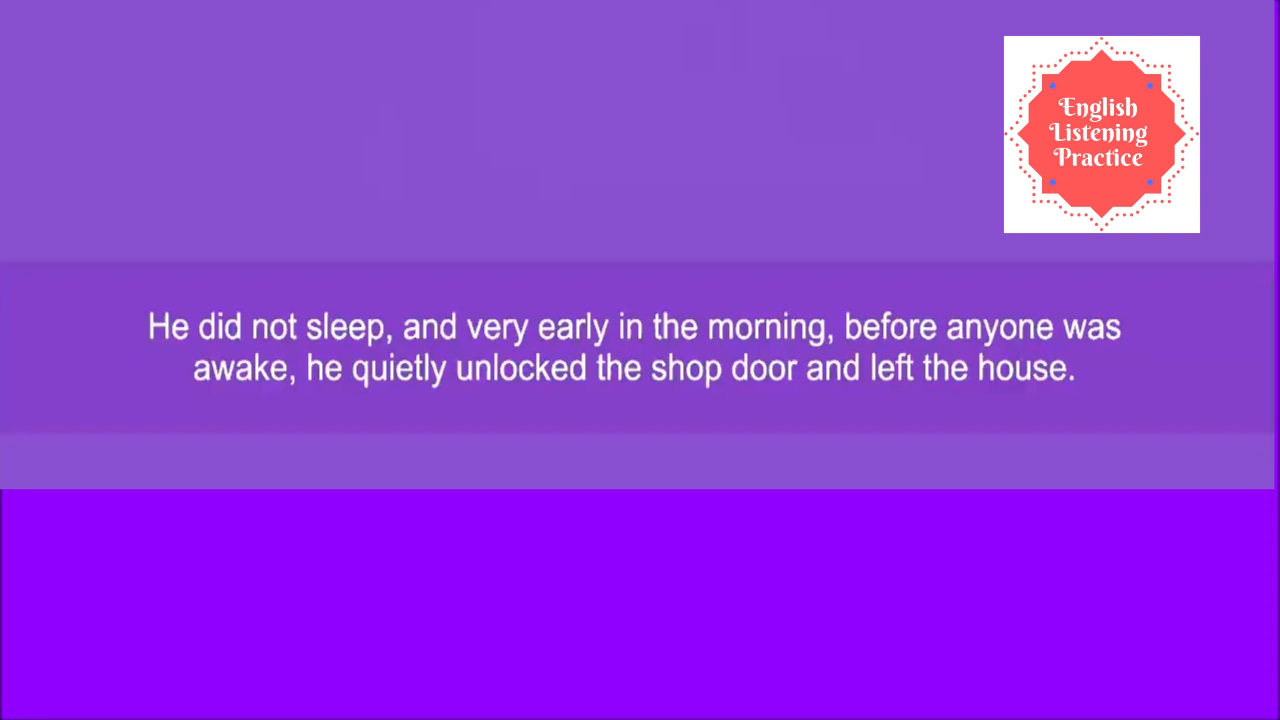 English
Listening
Practice
He did not sleep, and very early in the morning, before anyone was
awake, he quietly unlocked the shop door and left the house.